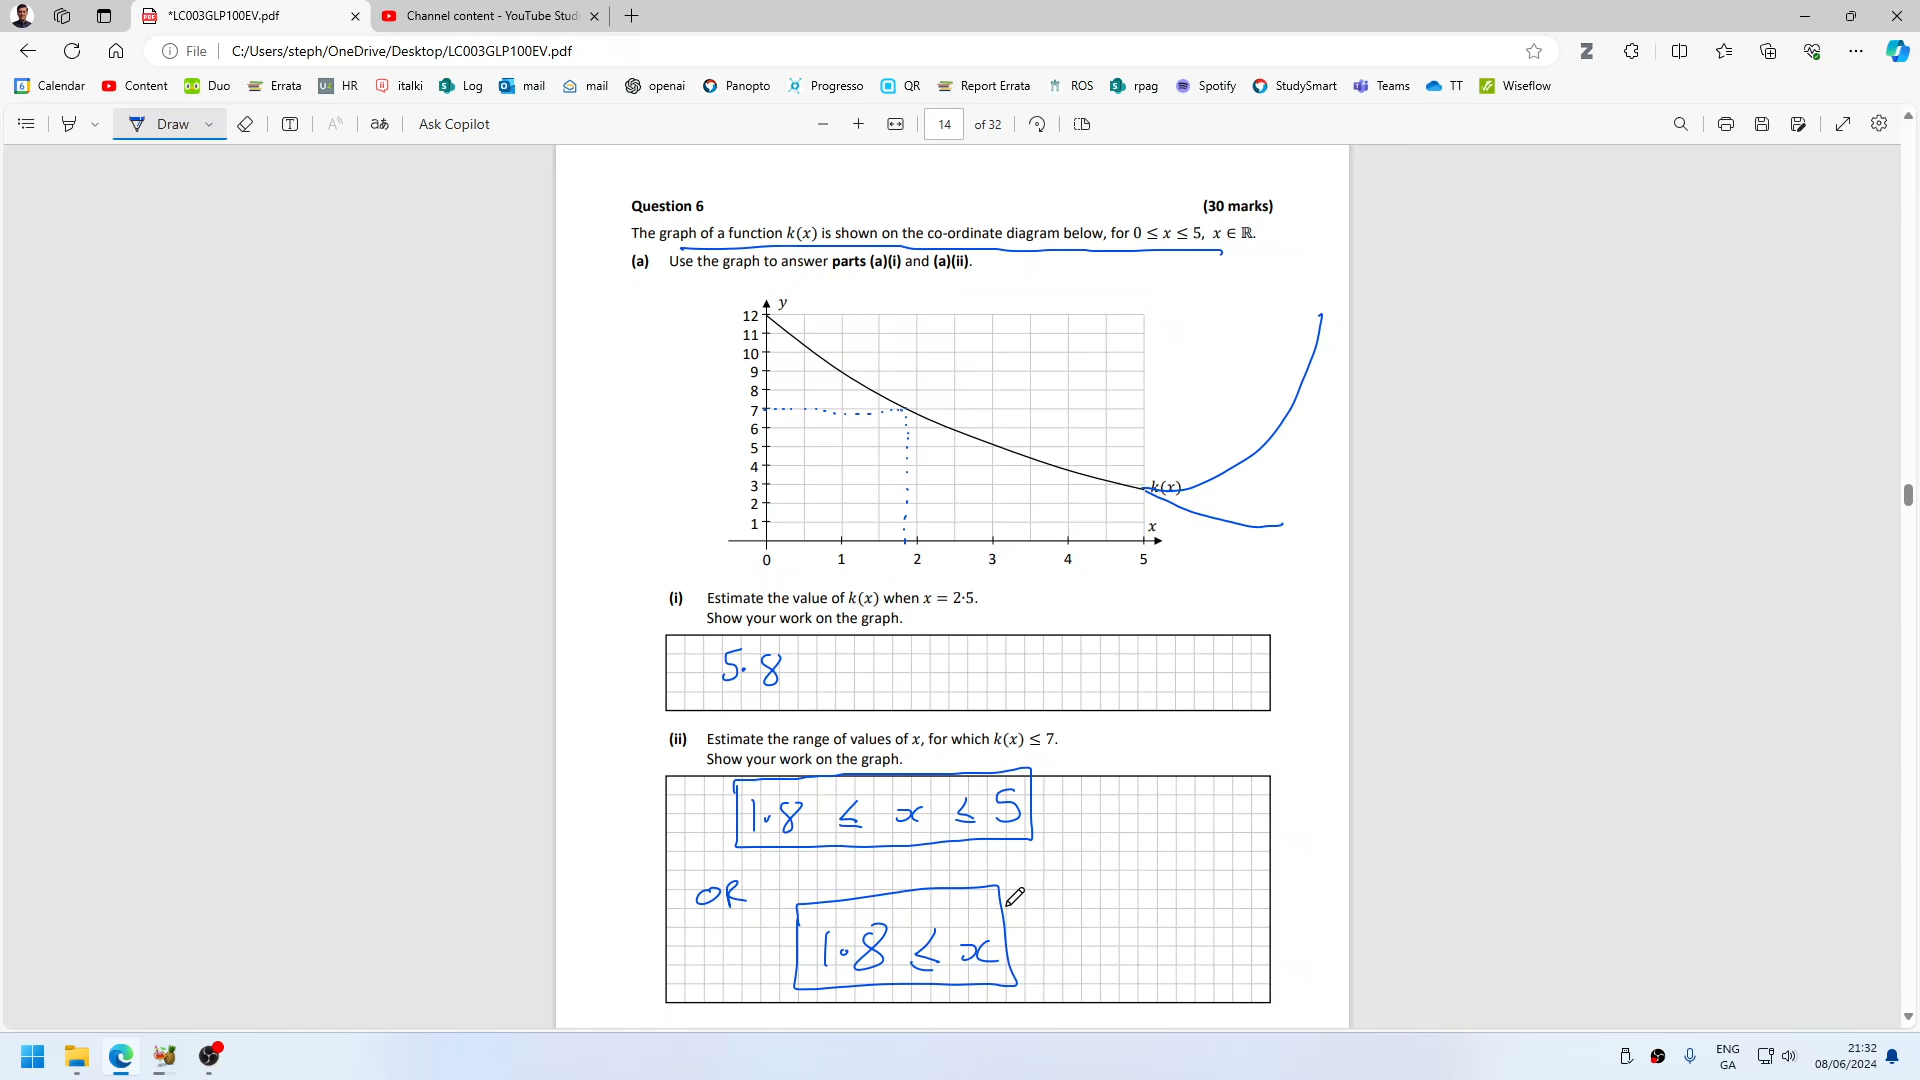 *LC003GLP100EV.pdf
Channel content - YouTube Stud
File C:/Users/steph/OneDrive/Desktop/LC003GLP100EV.pdf
Calendar Content Duo Errata HR italki Log mail mail openai Panopto Progresso QR Report Errata ROS rpag Spotify StudySmart Teams TT Wiseflow
Draw Ask Copilot 14 of 32
Question 6 (30 marks)
The graph of a function k(x) is shown on the co-ordinate diagram below, for 0 ≤ x ≤ 5, x ∈ ℝ.
(a) Use the graph to answer parts (a)(i) and (a)(ii).
y
12
11
10
9
8
7
6
5
4
3
2
1
k(x)
x
0 1 2 3 4 5
(i) Estimate the value of k(x) when x = 2·5.
Show your work on the graph.
5.8
(ii) Estimate the range of values of x, for which k(x) ≤ 7.
Show your work on the graph.
1.8 ≤ x ≤ 5
OR
1.8 ≤ x
ENG
GA
21:32
08/06/2024